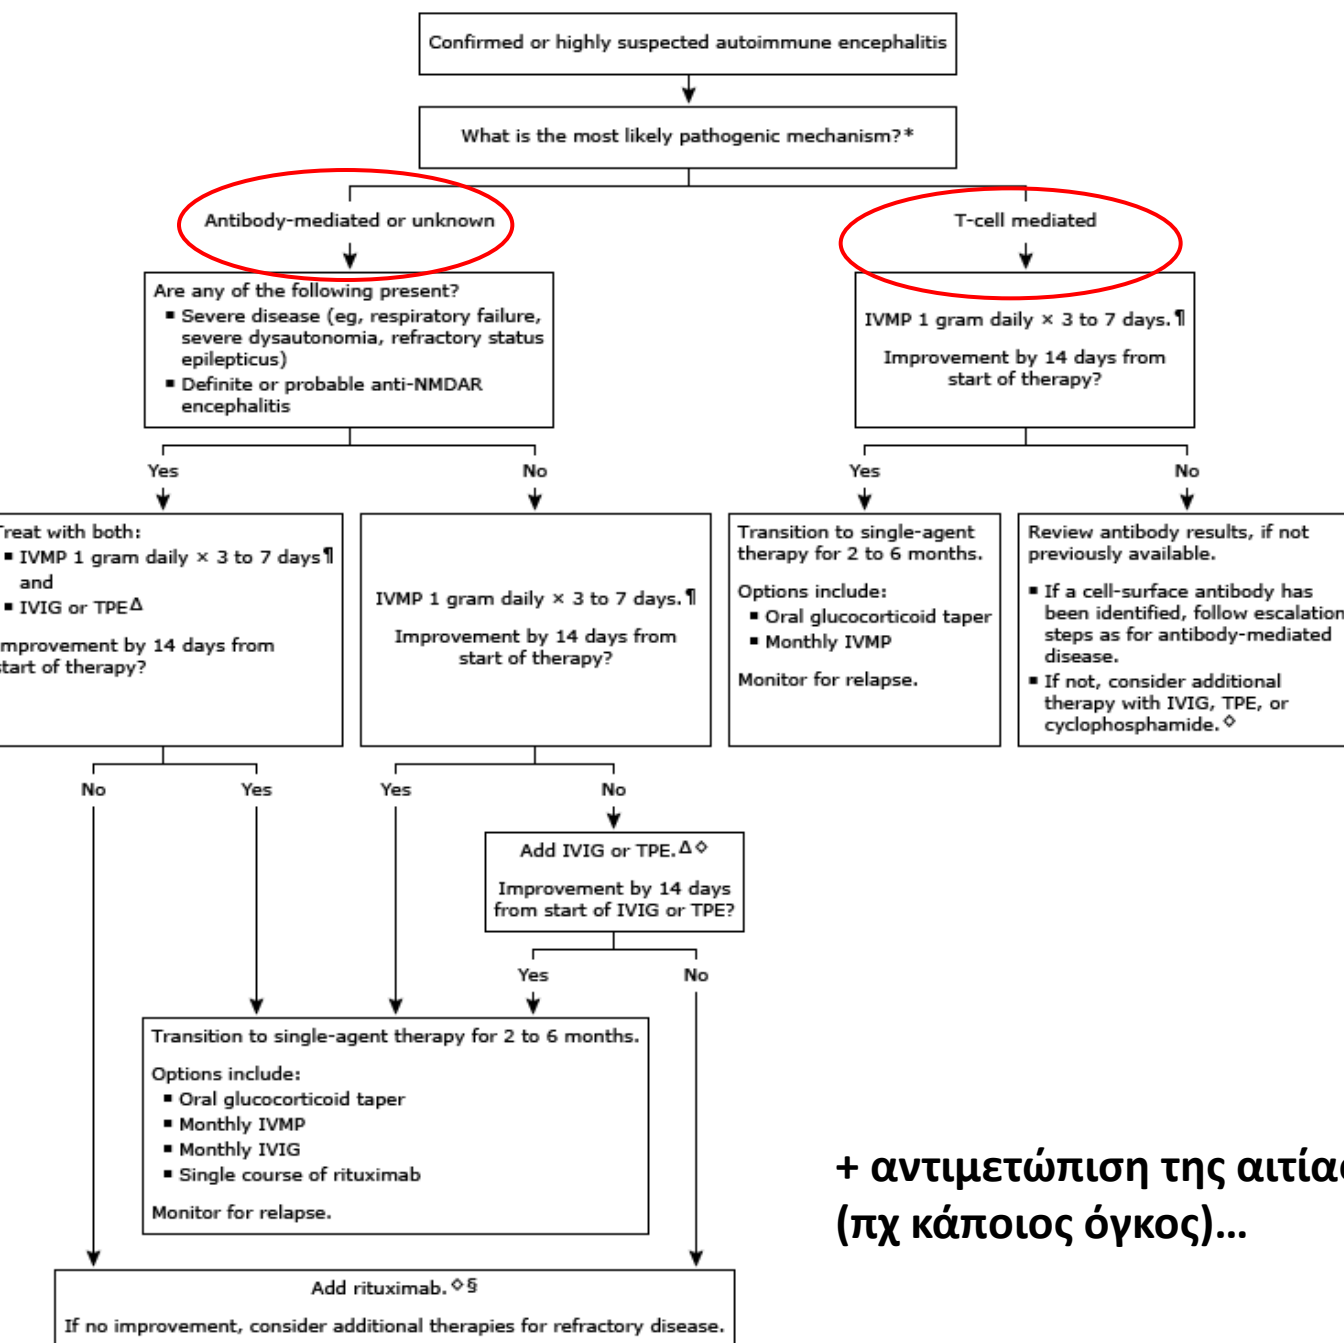 Confirmed or highly suspected autoimmune encephalitis
What is the most likely pathogenic mechanism?*
Antibody-mediated or unknown
T-cell mediated
Are any of the following present?
▪ Severe disease (eg, respiratory failure,
severe dysautonomia, refractory status
epilepticus)
▪ Definite or probable anti-NMDAR
encephalitis
IVMP 1 gram daily × 3 to 7 days.¶
Improvement by 14 days from
start of therapy?
Yes
No
Yes
No
Treat with both:
▪ IVMP 1 gram daily × 3 to 7 days¶
and
▪ IVIG or TPEΔ
Improvement by 14 days from
start of therapy?
IVMP 1 gram daily × 3 to 7 days.¶
Improvement by 14 days from
start of therapy?
Transition to single-agent
therapy for 2 to 6 months.
Options include:
▪ Oral glucocorticoid taper
▪ Monthly IVMP
Monitor for relapse.
Review antibody results, if not
previously available.
▪ If a cell-surface antibody has
been identified, follow escalation
steps as for antibody-mediated
disease.
▪ If not, consider additional
therapy with IVIG, TPE, or
cyclophosphamide.◇
No
Yes
Yes
No
Add IVIG or TPE.Δ◇
Improvement by 14 days
from start of IVIG or TPE?
Yes
No
Transition to single-agent therapy for 2 to 6 months.
Options include:
▪ Oral glucocorticoid taper
▪ Monthly IVMP
▪ Monthly IVIG
▪ Single course of rituximab
Monitor for relapse.
+ αντιμετώπιση της αιτίας
(πχ κάποιος όγκος)...
Add rituximab.◇§
If no improvement, consider additional therapies for refractory disease.